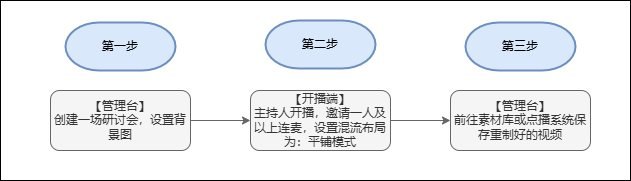 第一步
第二步
第三步
【管理台】
创建一场研讨会，设置背
景图
【开播端】
主持人开播，邀请一人及
以上连麦，设置混流布局
为：平铺模式
【管理台】
前往素材库或点播系统保
存重制好的视频